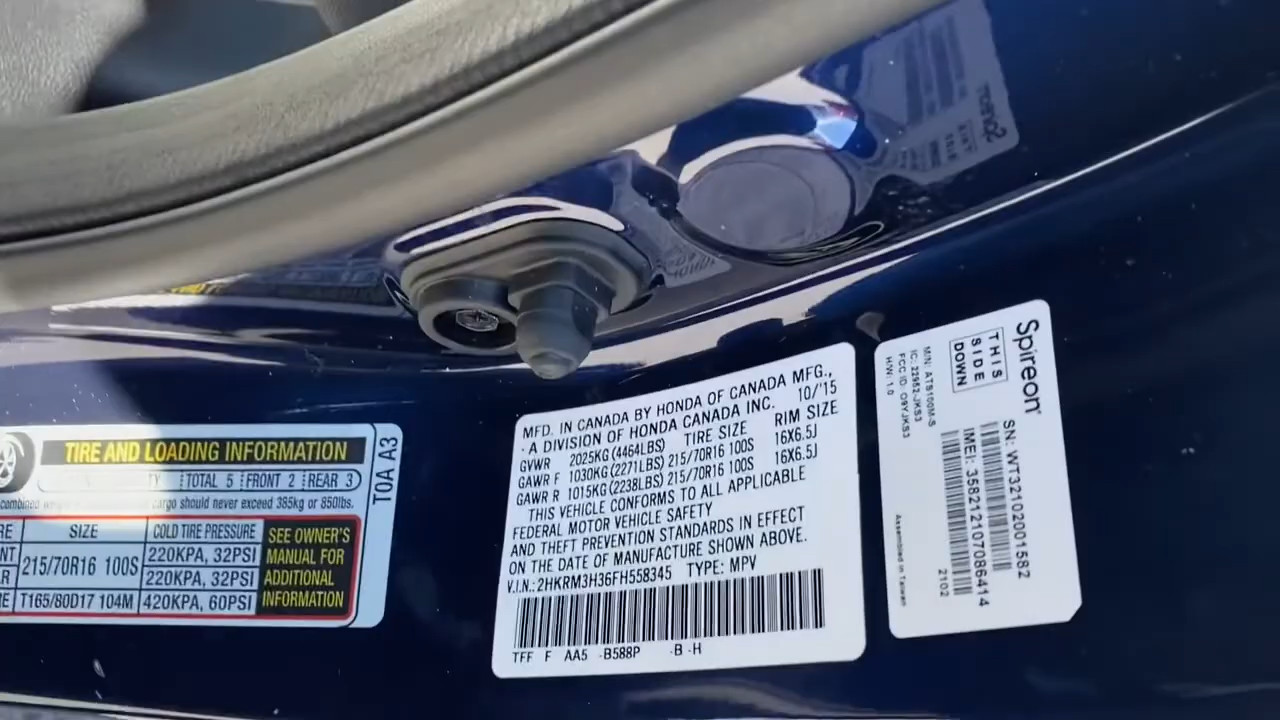 TIRE AND LOADING INFORMATION
TOTAL 5 FRONT 2 REAR 3
cargo should never exceed 385kg or 850lbs.
SIZE COLD TIRE PRESSURE
215/70R16 100S 220KPA, 32PSI
220KPA, 32PSI
T165/80D17 104M 420KPA, 60PSI
SEE OWNER'S
MANUAL FOR
ADDITIONAL
INFORMATION
T0A A3
MFD. IN CANADA BY HONDA OF CANADA MFG.,
- A DIVISION OF HONDA CANADA INC. 10/'15
GVWR 2025KG (4464LBS) TIRE SIZE RIM SIZE
GAWR F 1030KG (2271LBS) 215/70R16 100S 16X6.5J
GAWR R 1015KG (2238LBS) 215/70R16 100S 16X6.5J
THIS VEHICLE CONFORMS TO ALL APPLICABLE
FEDERAL MOTOR VEHICLE SAFETY
AND THEFT PREVENTION STANDARDS IN EFFECT
ON THE DATE OF MANUFACTURE SHOWN ABOVE.
V.I.N.: 2HKRM3H36FH558345 TYPE: MPV
TFF F AA5 -B588P -B -H
Spireon
THIS
SIDE
DOWN
M/N: ATS100M-S
IC: 22952-JKS3
FCC ID: O9YJKS3
H/W: 1.0
SN: WT32102001582
IMEI: 358212107086414
2102
Assembled in Taiwan